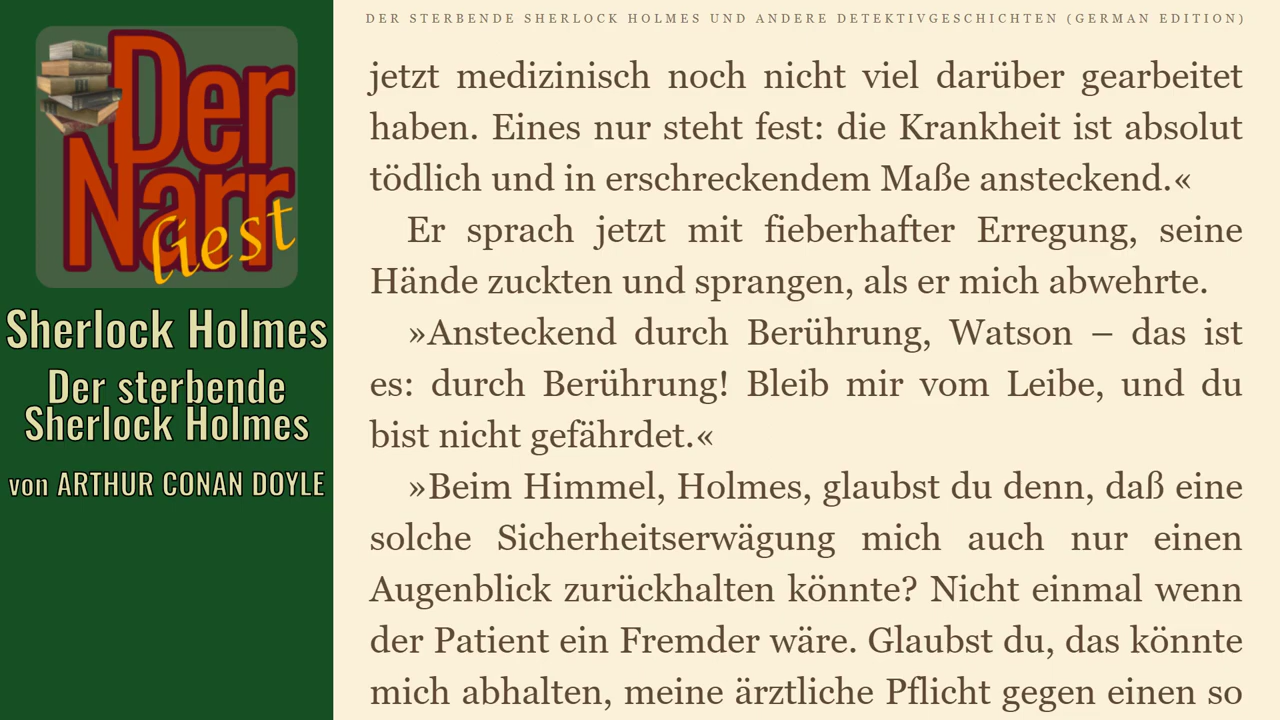 Der
Narr
liest
Sherlock Holmes
Der sterbende
Sherlock Holmes
von ARTHUR CONAN DOYLE
DER STERBENDE SHERLOCK HOLMES UND ANDERE DETEKTIVGESCHICHTEN (GERMAN EDITION)
jetzt medizinisch noch nicht viel darüber gearbeitet
haben. Eines nur steht fest: die Krankheit ist absolut
tödlich und in erschreckendem Maße ansteckend.«
Er sprach jetzt mit fieberhafter Erregung, seine
Hände zuckten und sprangen, als er mich abwehrte.
»Ansteckend durch Berührung, Watson – das ist
es: durch Berührung! Bleib mir vom Leibe, und du
bist nicht gefährdet.«
»Beim Himmel, Holmes, glaubst du denn, daß eine
solche Sicherheitserwägung mich auch nur einen
Augenblick zurückhalten könnte? Nicht einmal wenn
der Patient ein Fremder wäre. Glaubst du, das könnte
mich abhalten, meine ärztliche Pflicht gegen einen so